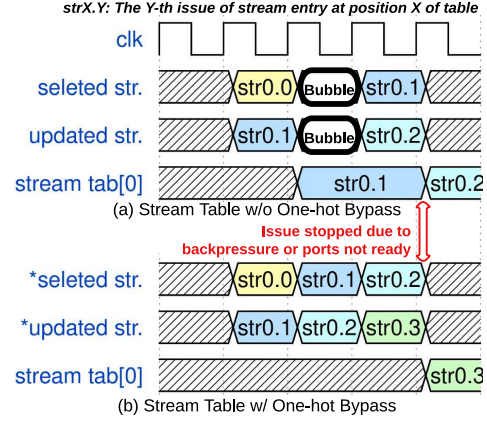 strX.Y: The Y-th issue of stream entry at position X of table
clk
seleted str.
str0.0
Bubble
str0.1
updated str.
str0.1
Bubble
str0.2
stream tab[0]
str0.1
str0.2
(a) Stream Table w/o One-hot Bypass
Issue stopped due to
backpressure or ports not ready
*seleted str.
str0.0
str0.1
str0.2
*updated str.
str0.1
str0.2
str0.3
stream tab[0]
str0.3
(b) Stream Table w/ One-hot Bypass